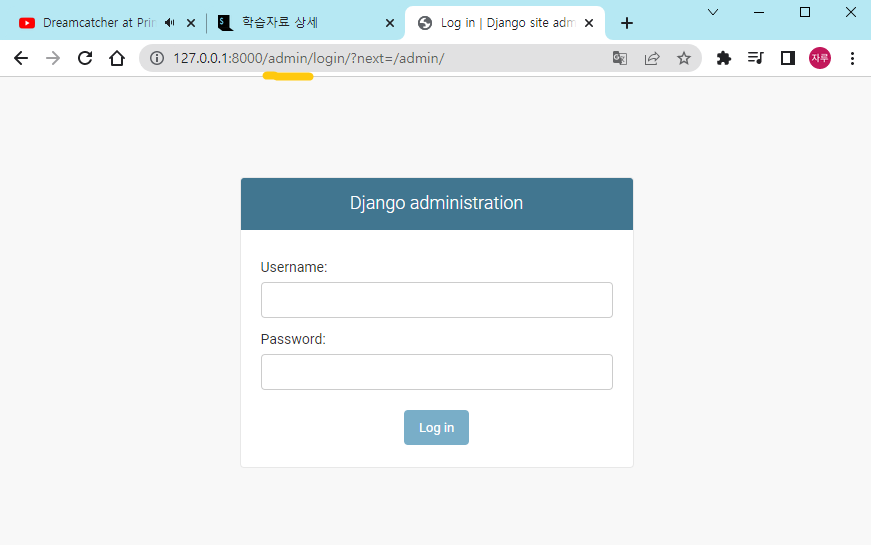 Dreamcatcher at Prin
학습자료 상세
Log in | Django site adm
127.0.0.1:8000/admin/login/?next=/admin/
자루
Django administration
Username:
Password:
Log in